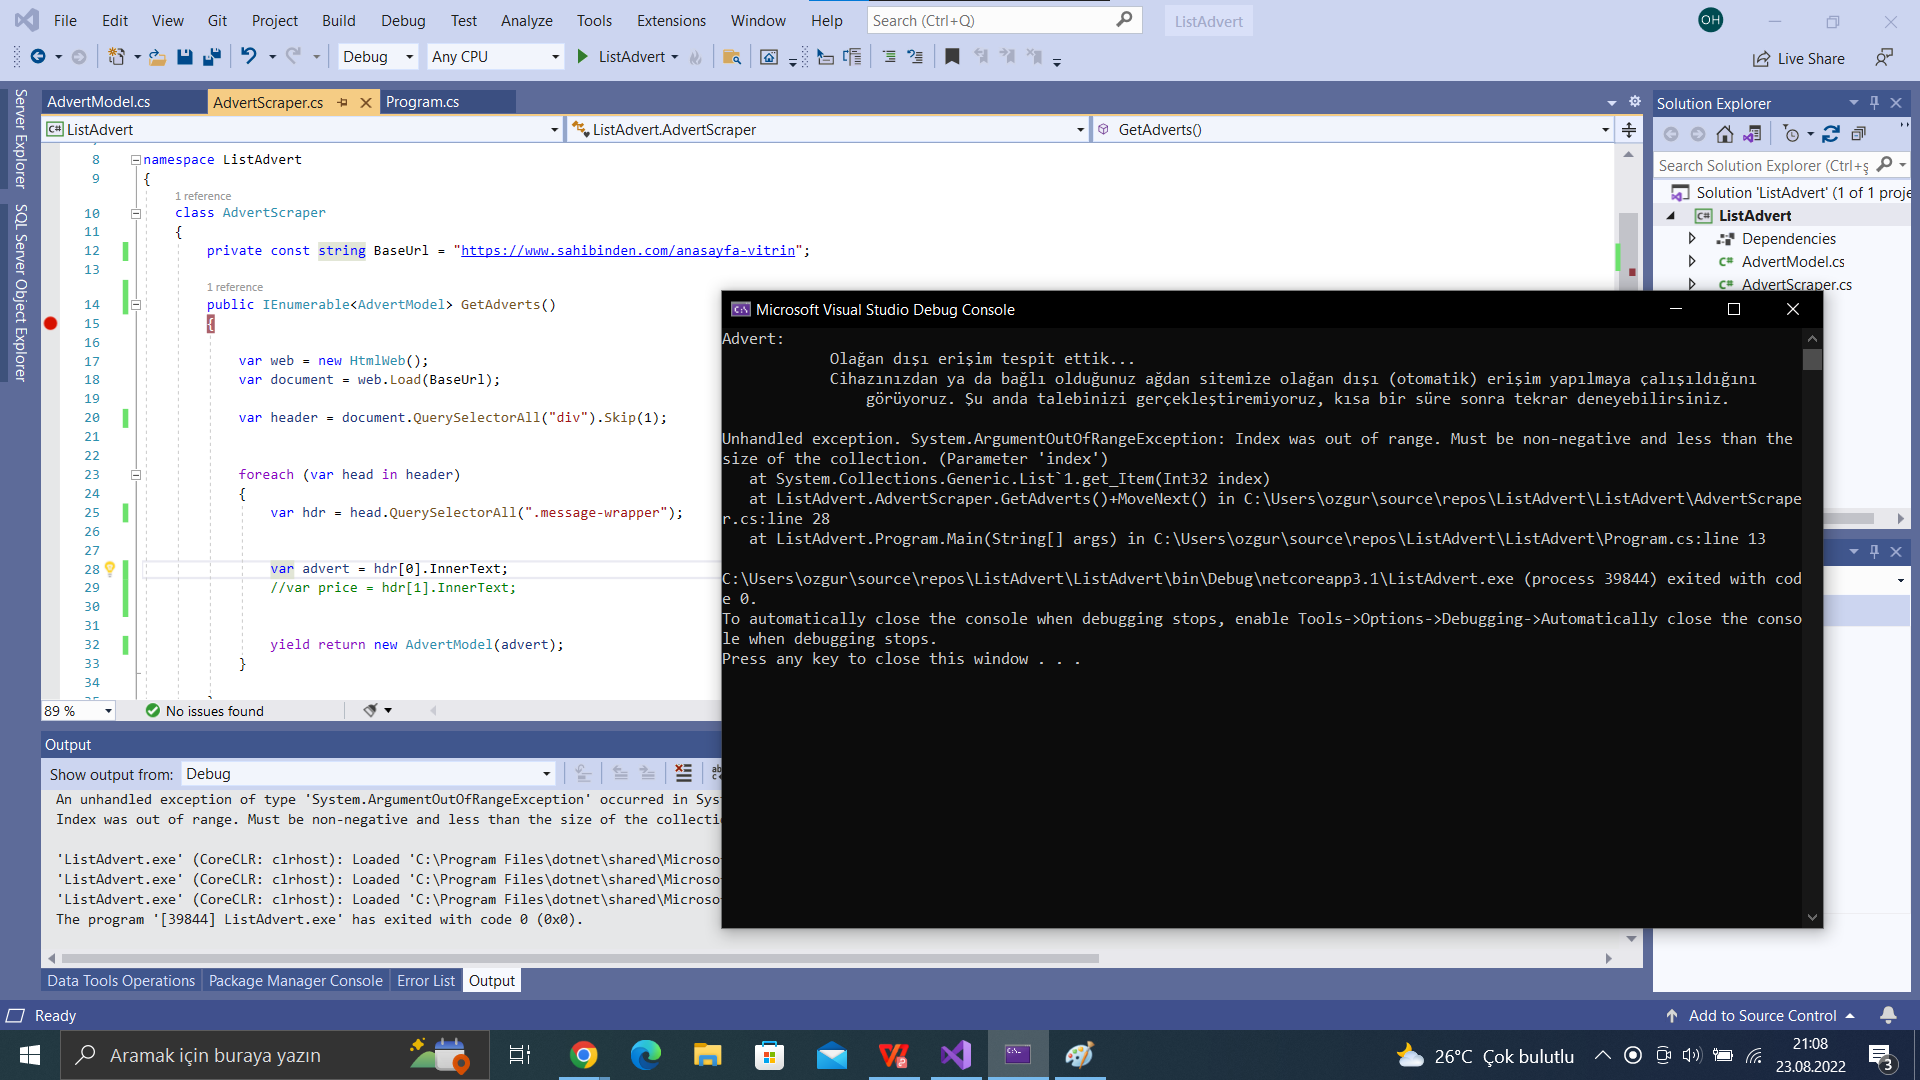 File Edit View Git Project Build Debug Test Analyze Tools Extensions Window Help Search (Ctrl+Q) ListAdvert OH
Debug Any CPU ListAdvert Live Share
Server Explorer
SQL Server Object Explorer
AdvertModel.cs AdvertScraper.cs Program.cs
C# ListAdvert ListAdvert.AdvertScraper GetAdverts()
8 namespace ListAdvert
9 {
1 reference
10 class AdvertScraper
11 {
12 private const string BaseUrl = "https://www.sahibinden.com/anasayfa-vitrin";
13
1 reference
14 public IEnumerable<AdvertModel> GetAdverts()
15 {
16
17 var web = new HtmlWeb();
18 var document = web.Load(BaseUrl);
19
20 var header = document.QuerySelectorAll("div").Skip(1);
21
22
23 foreach (var head in header)
24 {
25 var hdr = head.QuerySelectorAll(".message-wrapper");
26
27
28 var advert = hdr[0].InnerText;
29 //var price = hdr[1].InnerText;
30
31
32 yield return new AdvertModel(advert);
33 }
34
89 % No issues found
Solution Explorer
Search Solution Explorer (Ctrl+ş
Solution 'ListAdvert' (1 of 1 proje
C# ListAdvert
Dependencies
C# AdvertModel.cs
C# AdvertScraper.cs
Microsoft Visual Studio Debug Console
Advert:
Olağan dışı erişim tespit ettik...
Cihazınızdan ya da bağlı olduğunuz ağdan sitemize olağan dışı (otomatik) erişim yapılmaya çalışıldığını
görüyoruz. Şu anda talebinizi gerçekleştiremiyoruz, kısa bir süre sonra tekrar deneyebilirsiniz.
Unhandled exception. System.ArgumentOutOfRangeException: Index was out of range. Must be non-negative and less than the
size of the collection. (Parameter 'index')
at System.Collections.Generic.List`1.get_Item(Int32 index)
at ListAdvert.AdvertScraper.GetAdverts()+MoveNext() in C:\Users\ozgur\source\repos\ListAdvert\ListAdvert\AdvertScrape
r.cs:line 28
at ListAdvert.Program.Main(String[] args) in C:\Users\ozgur\source\repos\ListAdvert\ListAdvert\Program.cs:line 13
C:\Users\ozgur\source\repos\ListAdvert\ListAdvert\bin\Debug\netcoreapp3.1\ListAdvert.exe (process 39844) exited with cod
e 0.
To automatically close the console when debugging stops, enable Tools->Options->Debugging->Automatically close the conso
le when debugging stops.
Press any key to close this window . . .
Output
Show output from: Debug
An unhandled exception of type 'System.ArgumentOutOfRangeException' occurred in Sys
Index was out of range. Must be non-negative and less than the size of the collecti
'ListAdvert.exe' (CoreCLR: clrhost): Loaded 'C:\Program Files\dotnet\shared\Microso
'ListAdvert.exe' (CoreCLR: clrhost): Loaded 'C:\Program Files\dotnet\shared\Microso
'ListAdvert.exe' (CoreCLR: clrhost): Loaded 'C:\Program Files\dotnet\shared\Microso
The program '[39844] ListAdvert.exe' has exited with code 0 (0x0).
Data Tools Operations Package Manager Console Error List Output
Ready Add to Source Control
Aramak için buraya yazın 26°C Çok bulutlu 21:08
23.08.2022 3